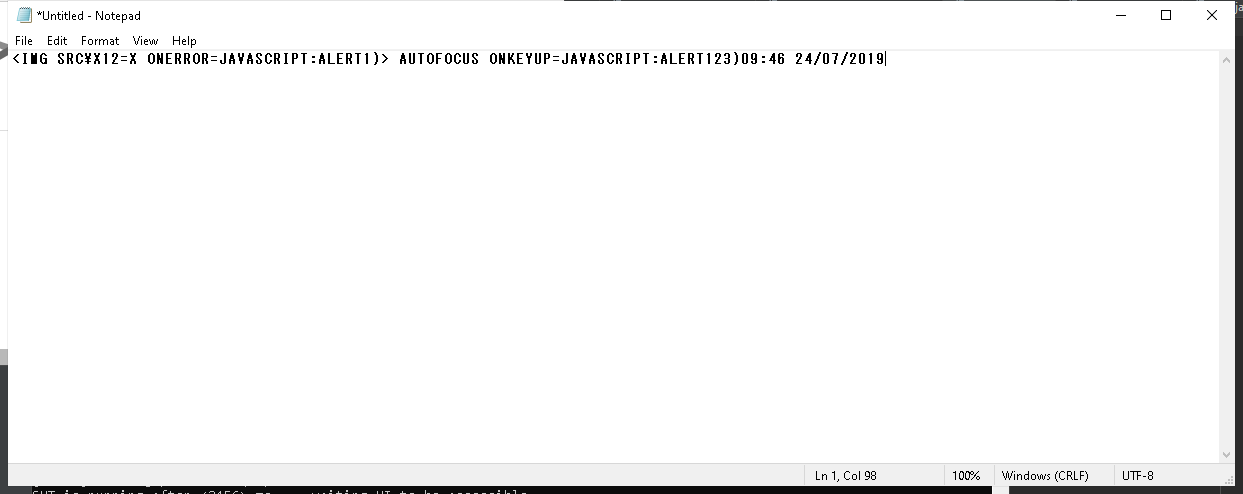 *Untitled - Notepad
File Edit Format View Help
<IMG SRC¥X12=X ONERROR=JAVASCRIPT:ALERT1)> AUTOFOCUS ONKEYUP=JAVASCRIPT:ALERT123)09:46 24/07/2019
Ln 1, Col 98 100% Windows (CRLF) UTF-8